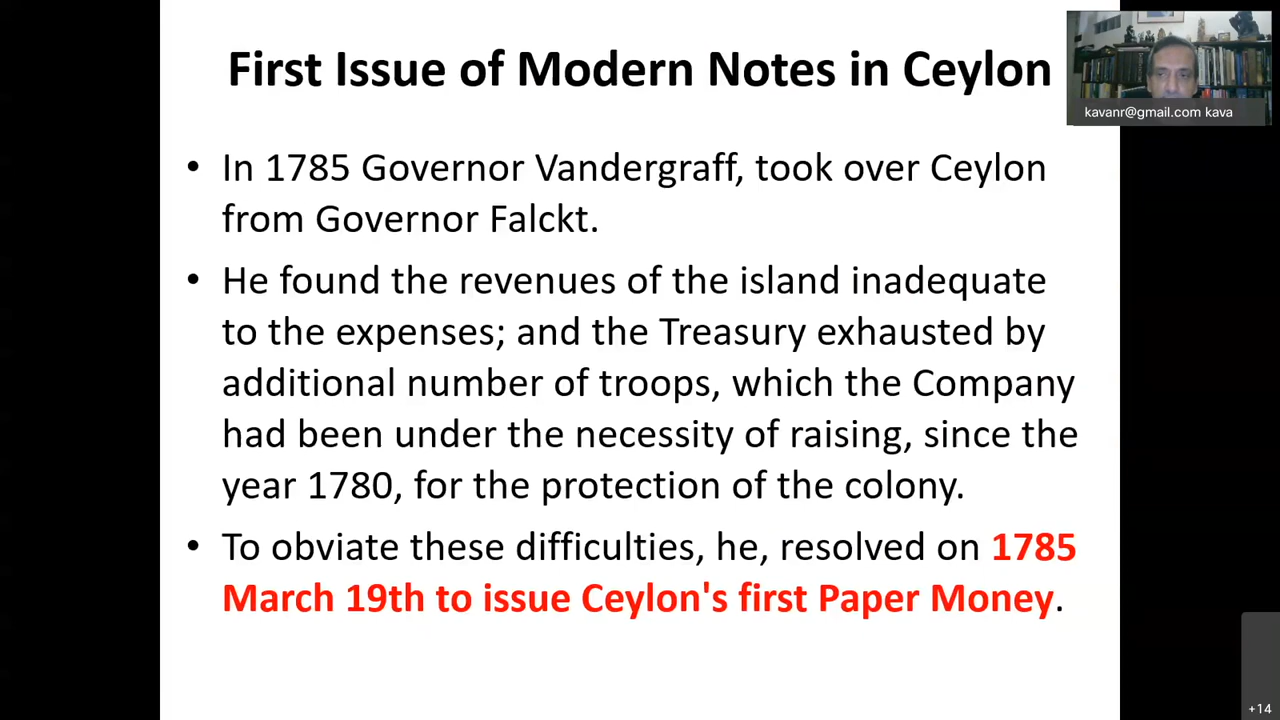 First Issue of Modern Notes in Ceylon
kavanr@gmail.com kava
• In 1785 Governor Vandergraff, took over Ceylon
from Governor Falckt.
• He found the revenues of the island inadequate
to the expenses; and the Treasury exhausted by
additional number of troops, which the Company
had been under the necessity of raising, since the
year 1780, for the protection of the colony.
• To obviate these difficulties, he, resolved on 1785
March 19th to issue Ceylon's first Paper Money.
+14